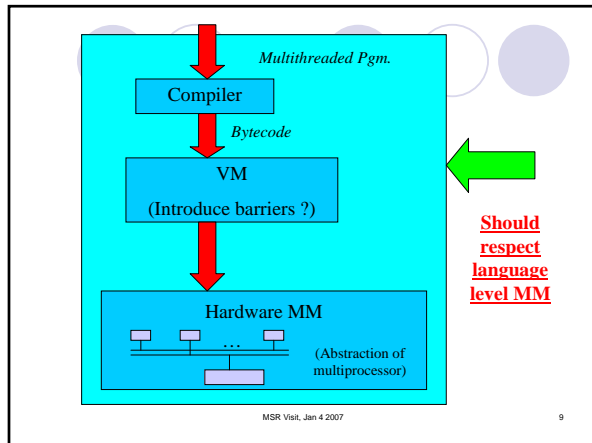 Multithreaded Pgm.
Compiler
Bytecode
VM
(Introduce barriers ?)
Should
respect
language
level MM
Hardware MM
...
(Abstraction of
multiprocessor)
MSR Visit, Jan 4 2007
9